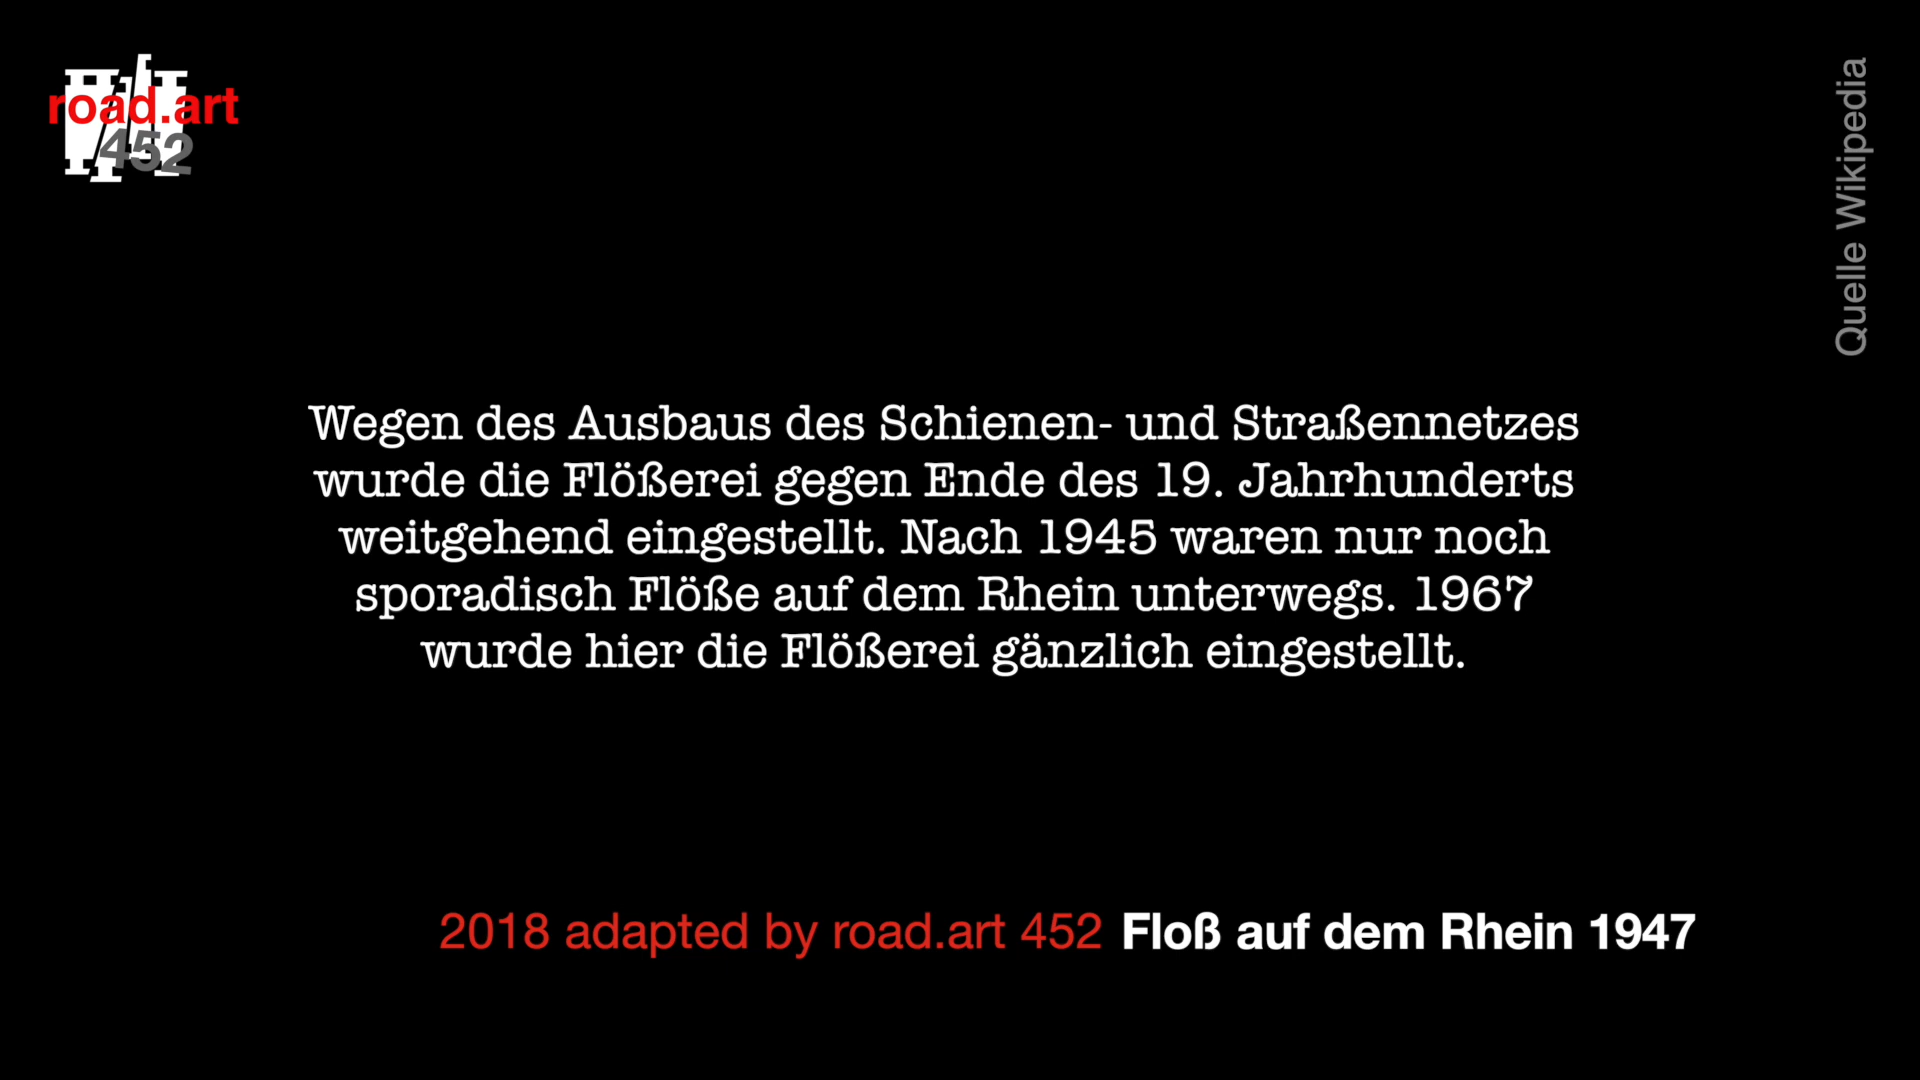 road.art
452
Quelle Wikipedia
Wegen des Ausbaus des Schienen- und Straßennetzes
wurde die Flößerei gegen Ende des 19. Jahrhunderts
weitgehend eingestellt. Nach 1945 waren nur noch
sporadisch Flöße auf dem Rhein unterwegs. 1967
wurde hier die Flößerei gänzlich eingestellt.
2018 adapted by road.art 452 Floß auf dem Rhein 1947